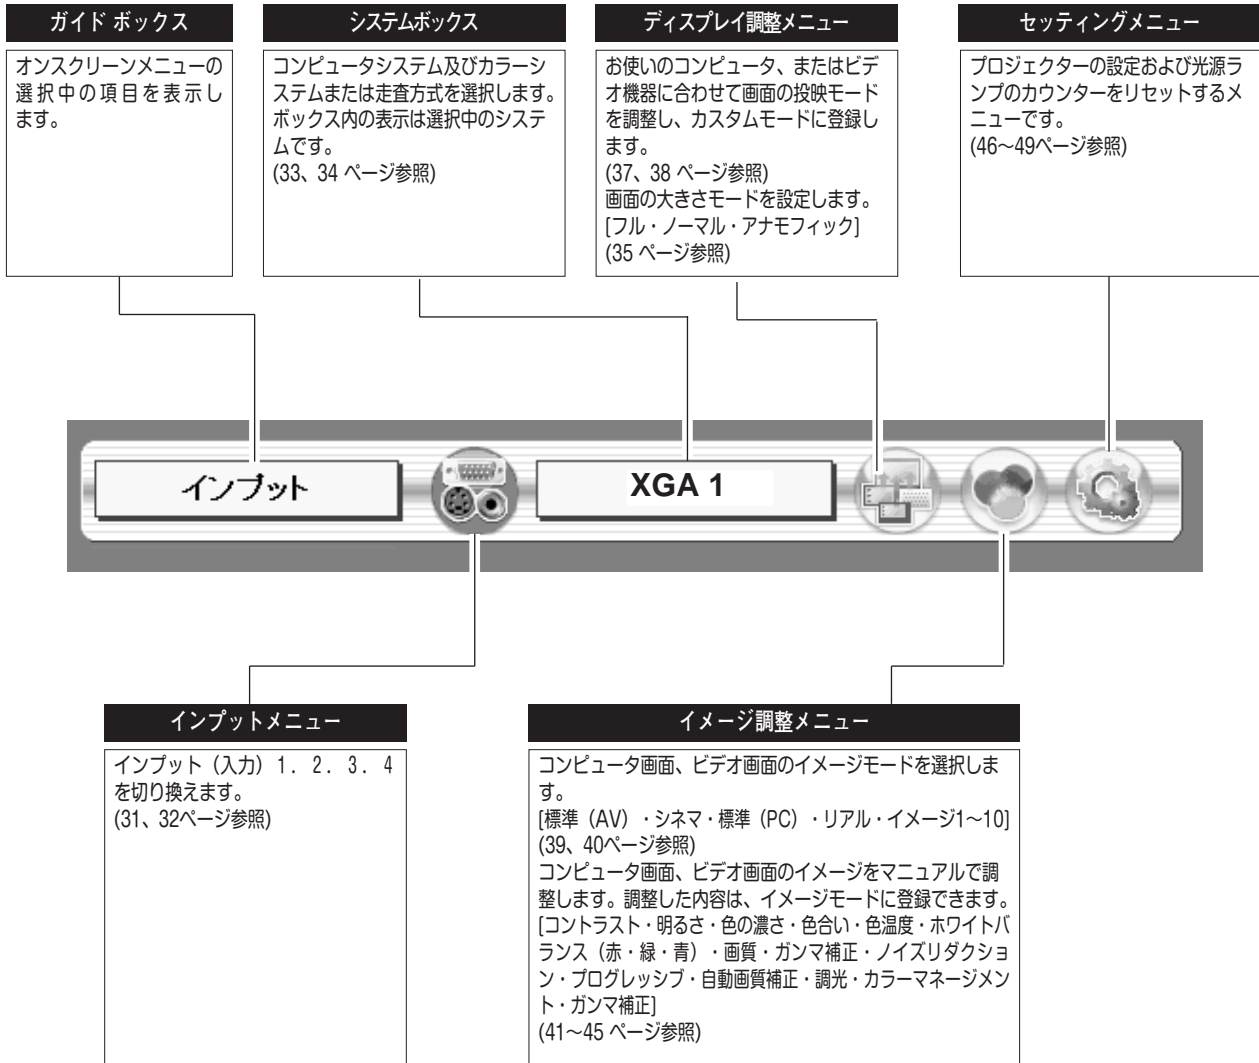 ガイド ボックス
オンスクリーンメニューの
選択中の項目を表示し
ます。
システムボックス
コンピュータシステム及びカラーシ
ステムまたは走査方式を選択します。
ボックス内の表示は選択中のシステ
ムです。
(33、34 ページ参照)
ディスプレイ調整メニュー
お使いのコンピュータ、またはビデ
オ機器に合わせて画面の投映モード
を調整し、カスタムモードに登録し
ます。
(37、38 ページ参照)
画面の大きさモードを設定します。
[フル・ノーマル・アナモフィック]
(35 ページ参照)
セッティングメニュー
プロジェクターの設定および光源ラ
ンプのカウンターをリセットするメ
ニューです。
(46～49ページ参照)
インプット
XGA 1
インプットメニュー
インプット（入力）1．2．3．4
を切り換えます。
(31、32ページ参照)
イメージ調整メニュー
コンピュータ画面、ビデオ画面のイメージモードを選択しま
す。
[標準（AV）・シネマ・標準（PC）・リアル・イメージ1～10]
(39、40ページ参照)
コンピュータ画面、ビデオ画面のイメージをマニュアルで調
整します。調整した内容は、イメージモードに登録できます。
[コントラスト・明るさ・色の濃さ・色合い・色温度・ホワイトバ
ランス（赤・緑・青）・画質・ガンマ補正・ノイズリダクショ
ン・プログレッシブ・自動画質補正・調光・カラーマネージメン
ト・ガンマ補正]
(41～45 ページ参照)